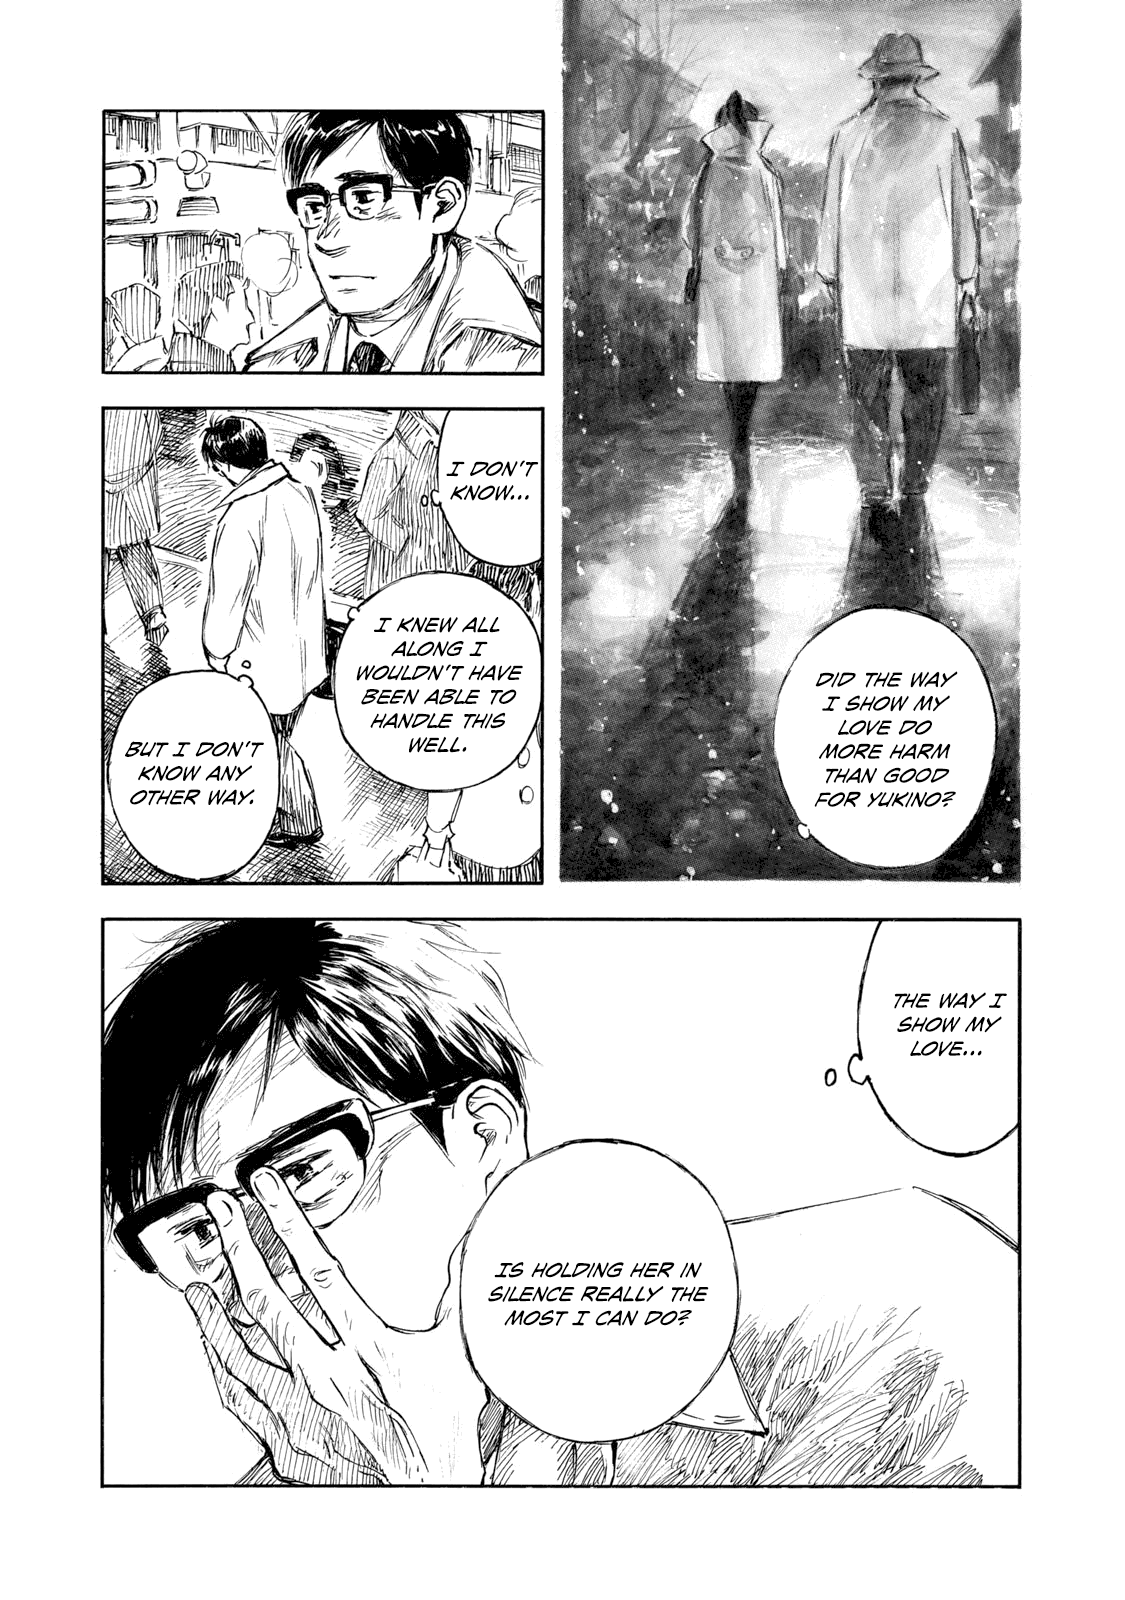 DID THE WAY
I SHOW MY
LOVE DO
MORE HARM
THAN GOOD
FOR YUKINO?
I DON'T
KNOW...
I KNEW ALL
ALONG I
WOULDN'T HAVE
BEEN ABLE TO
HANDLE THIS
WELL.
BUT I DON'T
KNOW ANY
OTHER WAY.
THE WAY I
SHOW MY
LOVE...
IS HOLDING HER IN
SILENCE REALLY THE
MOST I CAN DO?